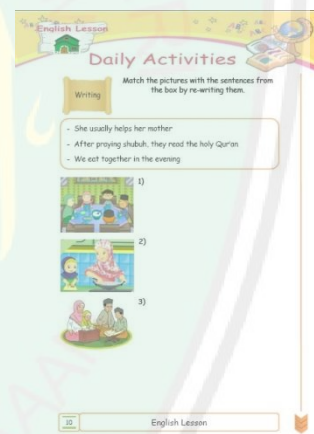 English Lesson
Daily Activities
Writing
Match the pictures with the sentences from
the box by re-writing them.
- She usually helps her mother
- After praying shubuh, they read the holy Qur'an
- We eat together in the evening
1)
2)
3)
10
English Lesson